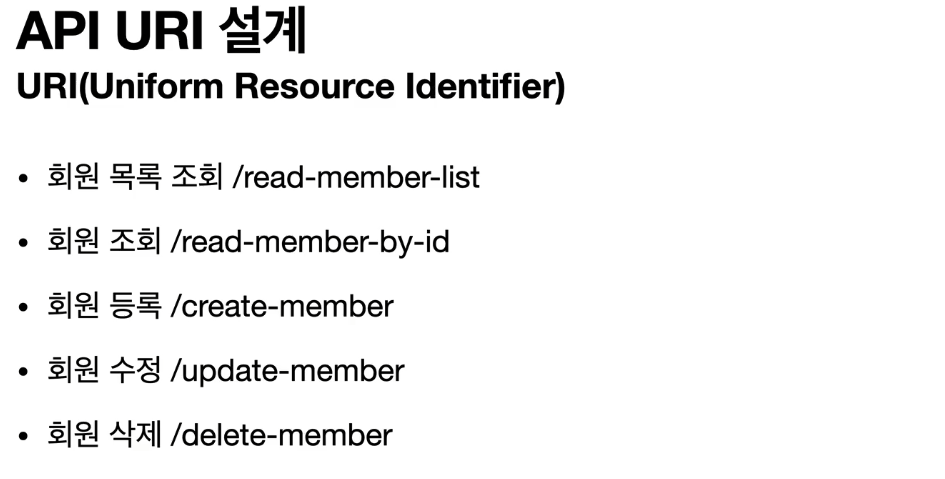 API URI 설계
URI(Uniform Resource Identifier)
• 회원 목록 조회 /read-member-list
• 회원 조회 /read-member-by-id
• 회원 등록 /create-member
• 회원 수정 /update-member
• 회원 삭제 /delete-member